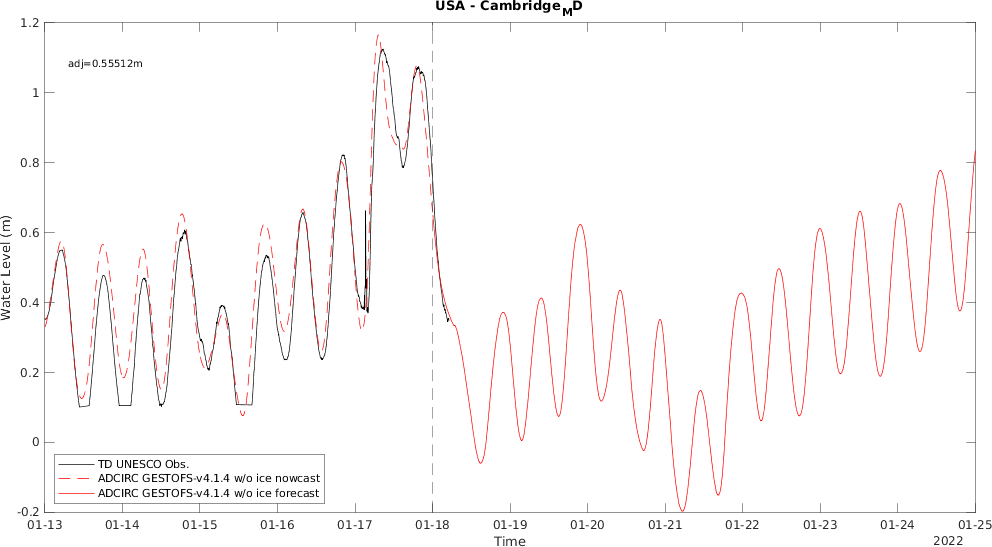 USA - Cambridge_MD
adj=0.55512m
Water Level (m)
1.2
1
0.8
0.6
0.4
0.2
0
-0.2
TD UNESCO Obs.
ADCIRC GESTOFS-v4.1.4 w/o ice nowcast
ADCIRC GESTOFS-v4.1.4 w/o ice forecast
01-13 01-14 01-15 01-16 01-17 01-18 01-19 01-20 01-21 01-22 01-23 01-24 01-25
Time
2022